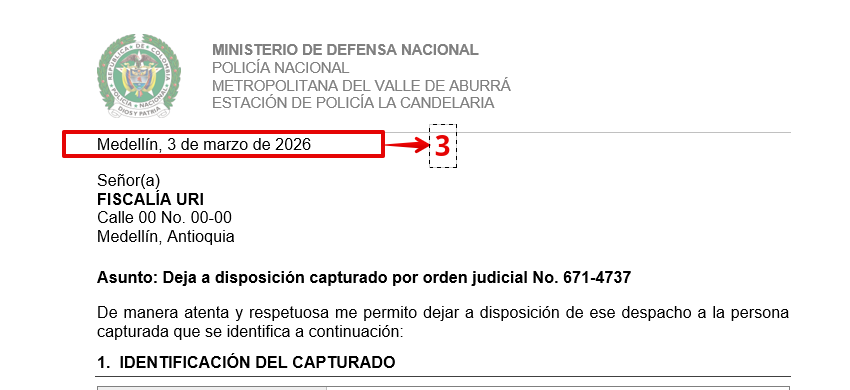 REPÚBLICA DE COLOMBIA
POLICÍA NACIONAL
DIOS Y PATRIA
MINISTERIO DE DEFENSA NACIONAL
POLICÍA NACIONAL
METROPOLITANA DEL VALLE DE ABURRÁ
ESTACIÓN DE POLICÍA LA CANDELARIA
Medellín, 3 de marzo de 2026
3
Señor(a)
FISCALÍA URI
Calle 00 No. 00-00
Medellín, Antioquia
Asunto: Deja a disposición capturado por orden judicial No. 671-4737
De manera atenta y respetuosa me permito dejar a disposición de ese despacho a la persona
capturada que se identifica a continuación:
1. IDENTIFICACIÓN DEL CAPTURADO